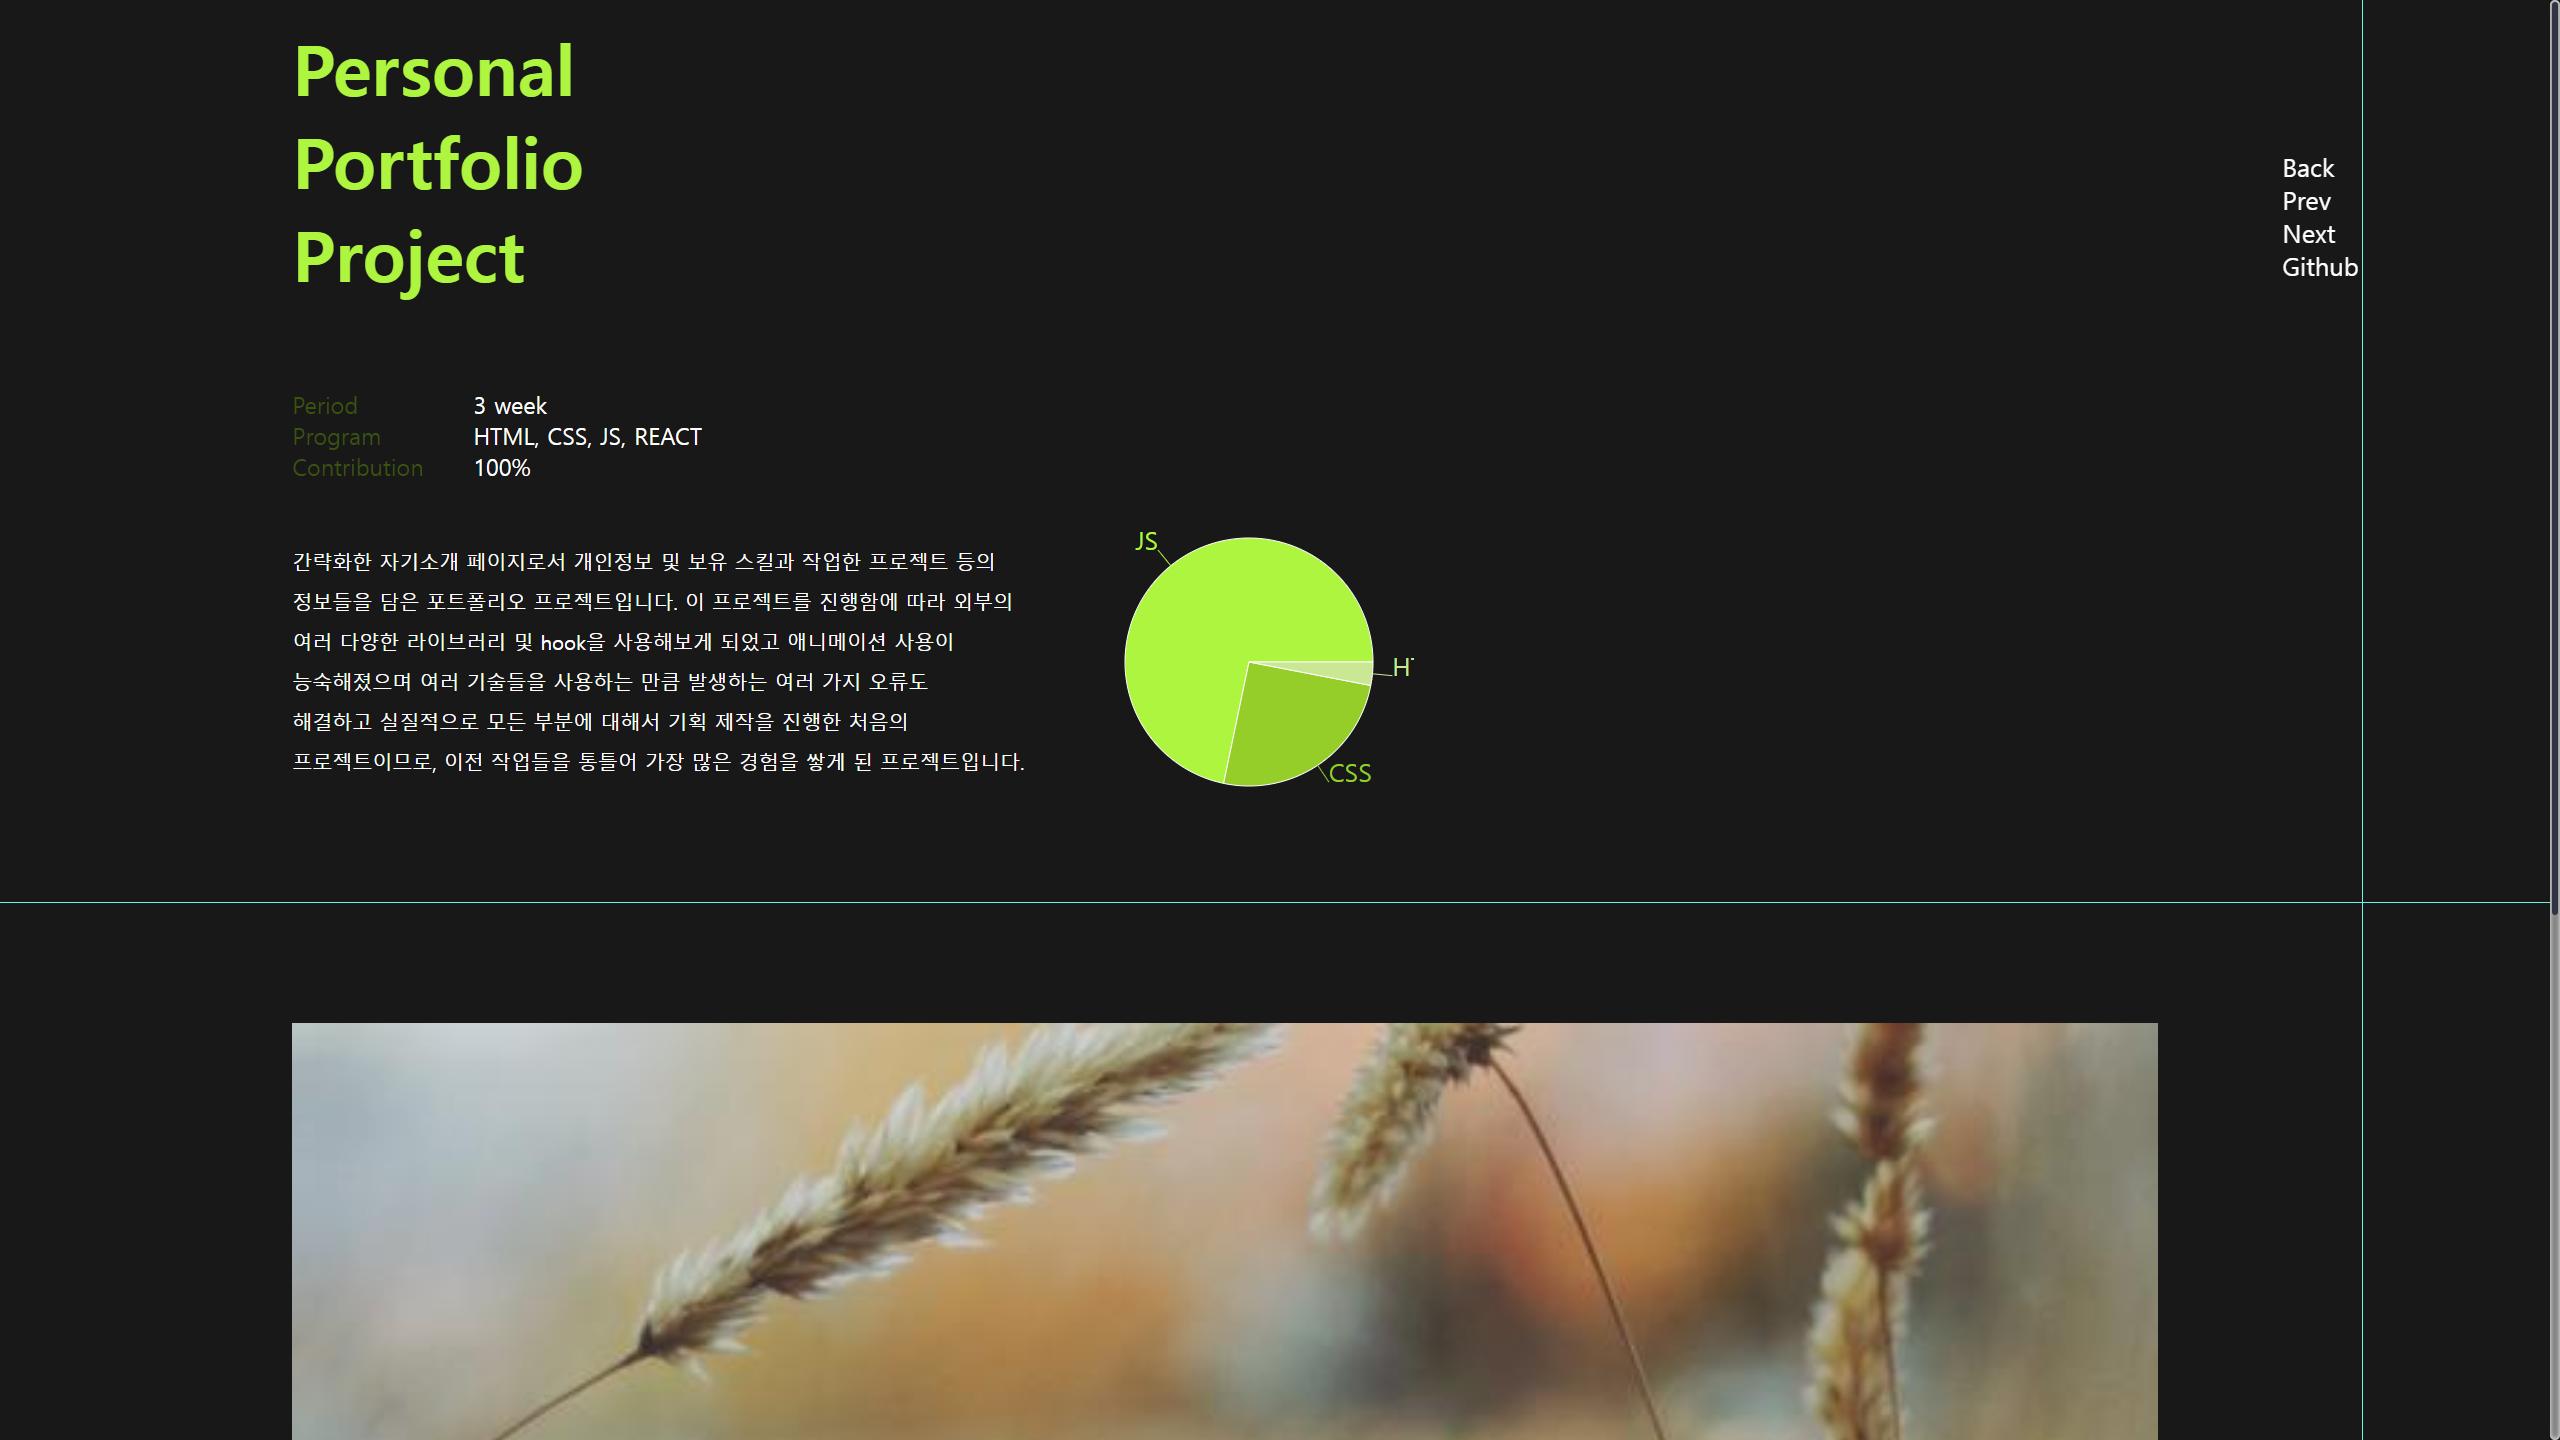 Personal
Portfolio
Project
Back
Prev
Next
Github
Period 3 week
Program HTML, CSS, JS, REACT
Contribution 100%
간략화한 자기소개 페이지로서 개인정보 및 보유 스킬과 작업한 프로젝트 등의
정보들을 담은 포트폴리오 프로젝트입니다. 이 프로젝트를 진행함에 따라 외부의
여러 다양한 라이브러리 및 hook을 사용해보게 되었고 애니메이션 사용이
능숙해졌으며 여러 기술들을 사용하는 만큼 발생하는 여러 가지 오류도
해결하고 실질적으로 모든 부분에 대해서 기획 제작을 진행한 처음의
프로젝트이므로, 이전 작업들을 통틀어 가장 많은 경험을 쌓게 된 프로젝트입니다.
JS
CSS